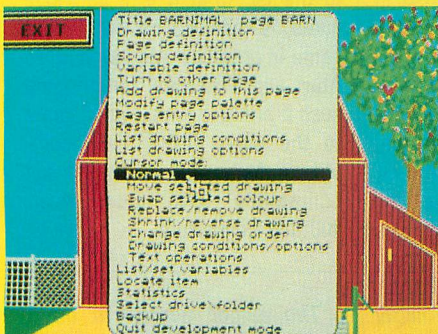 EXIT
Title BARNIMAL : page BARN
Drawing definition
Page definition
Sound definition
Variable definition
Turn to other page
Add drawing to this page
Modify page palette
Page entry options
Restart page
List drawing conditions
List drawing options
Cursor mode:
Normal
Move selected drawing
Swap selected colour
Replace/remove drawing
Shrink/reverse drawing
Change drawing order
Drawing conditions/options
Text operations
List/set variables
Locate item
Statistics
Select drive\folder
Backup
Quit development mode